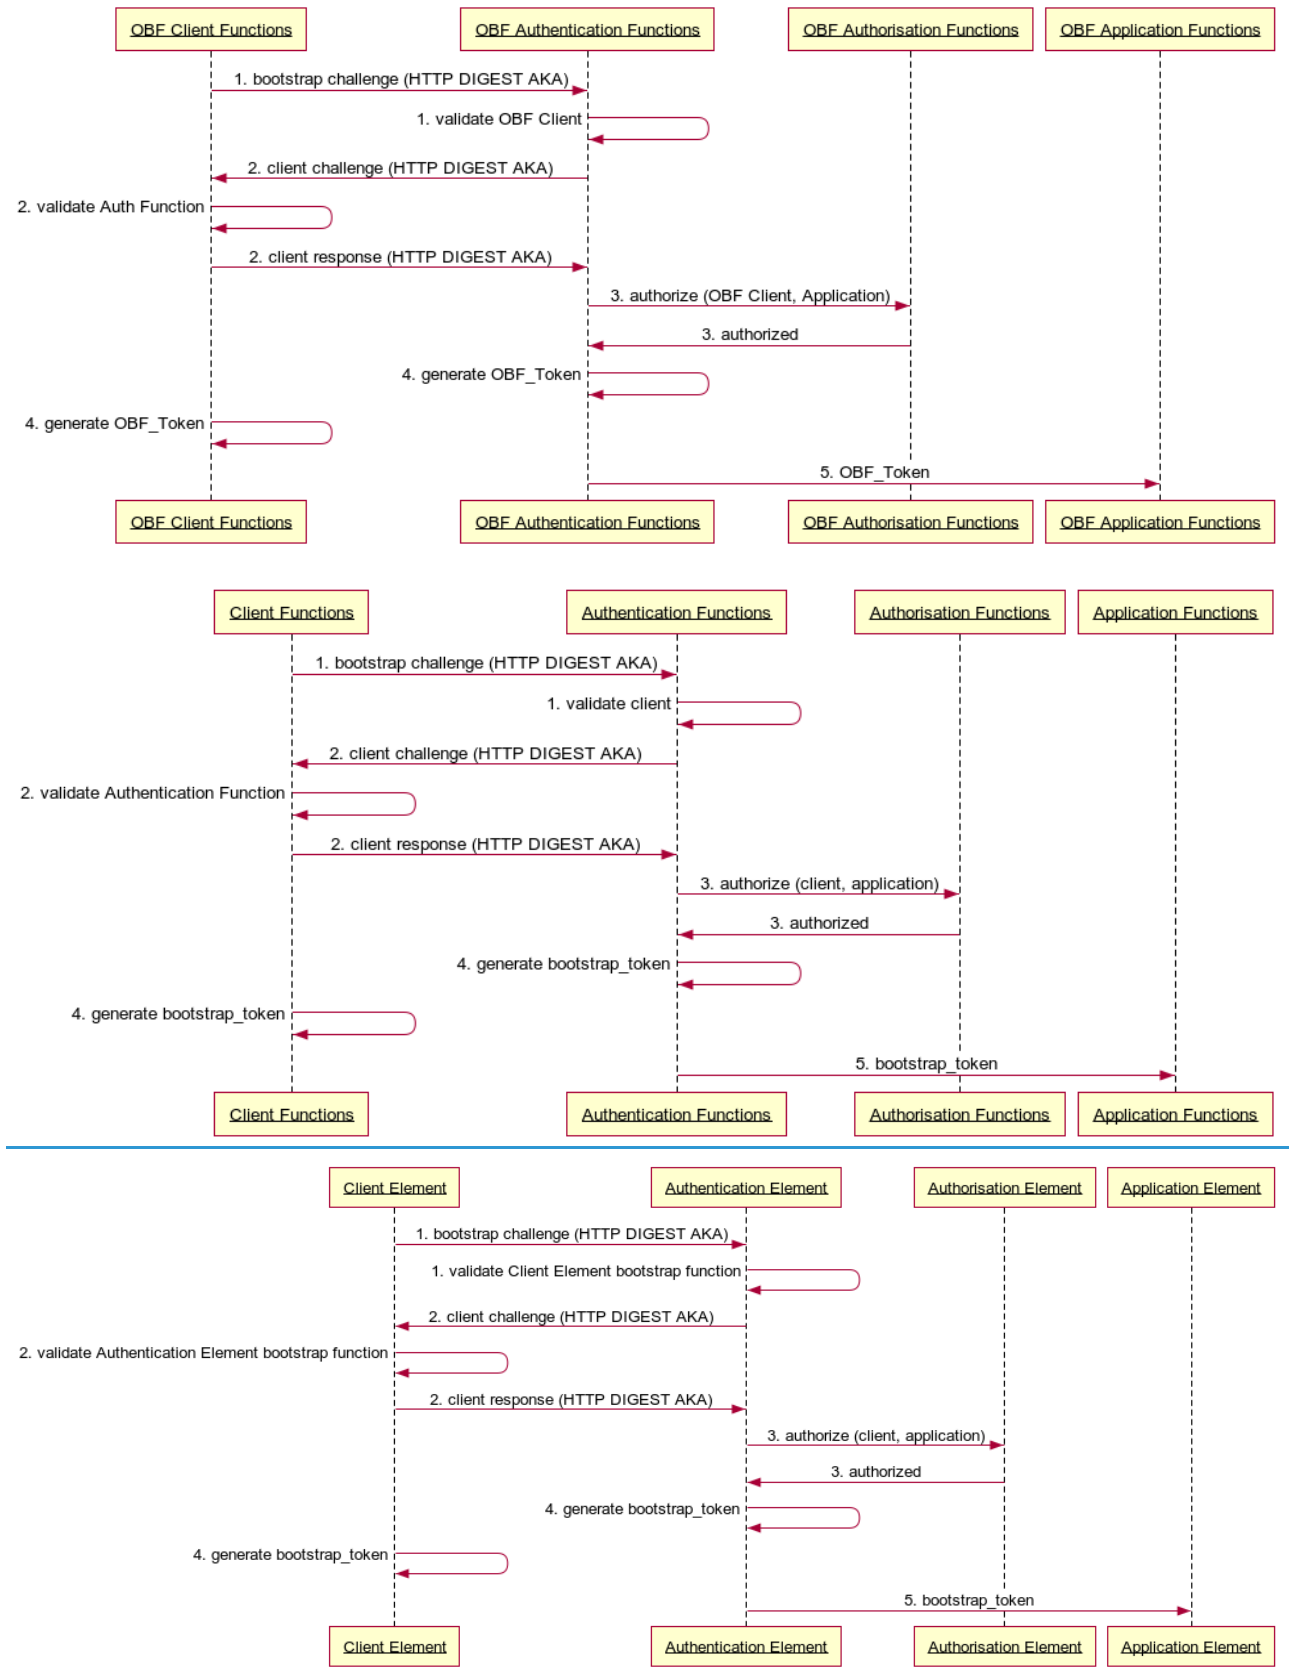 OBF Client Functions OBF Authentication Functions OBF Authorisation Functions OBF Application Functions
1. bootstrap challenge (HTTP DIGEST AKA)
1. validate OBF Client
2. client challenge (HTTP DIGEST AKA)
2. validate Auth Function
2. client response (HTTP DIGEST AKA)
3. authorize (OBF Client, Application)
3. authorized
4. generate OBF_Token
4. generate OBF_Token
5. OBF_Token
OBF Client Functions OBF Authentication Functions OBF Authorisation Functions OBF Application Functions
Client Functions Authentication Functions Authorisation Functions Application Functions
1. bootstrap challenge (HTTP DIGEST AKA)
1. validate client
2. client challenge (HTTP DIGEST AKA)
2. validate Authentication Function
2. client response (HTTP DIGEST AKA)
3. authorize (client, application)
3. authorized
4. generate bootstrap_token
4. generate bootstrap_token
5. bootstrap_token
Client Functions Authentication Functions Authorisation Functions Application Functions
Client Element Authentication Element Authorisation Element Application Element
1. bootstrap challenge (HTTP DIGEST AKA)
1. validate Client Element bootstrap function
2. client challenge (HTTP DIGEST AKA)
2. validate Authentication Element bootstrap function
2. client response (HTTP DIGEST AKA)
3. authorize (client, application)
3. authorized
4. generate bootstrap_token
4. generate bootstrap_token
5. bootstrap_token
Client Element Authentication Element Authorisation Element Application Element